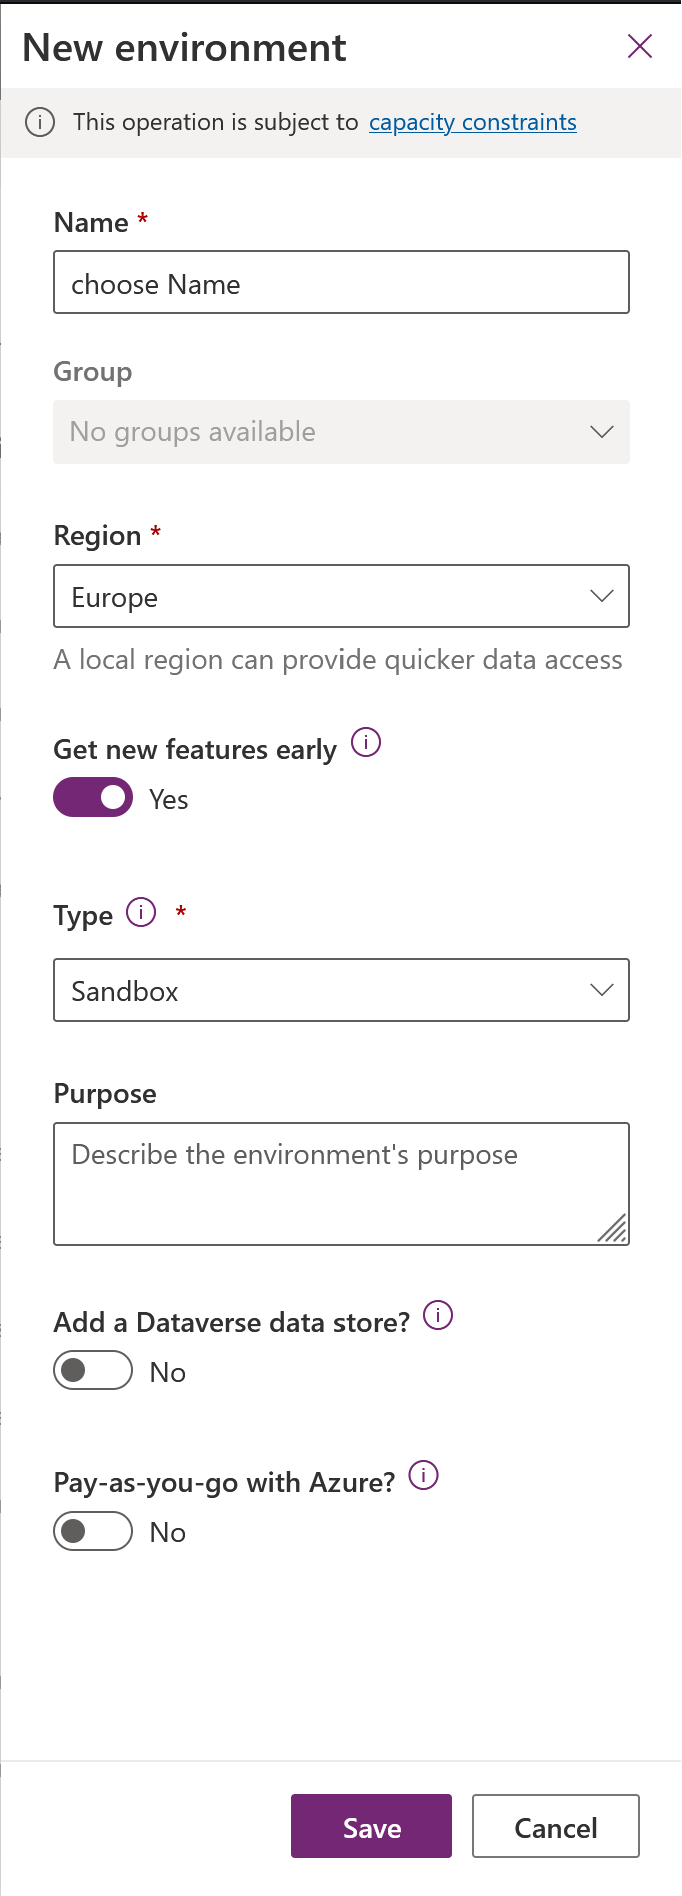 New environment
This operation is subject to capacity constraints
Name *
choose Name
Group
No groups available
Region *
Europe
A local region can provide quicker data access
Get new features early
Yes
Type *
Sandbox
Purpose
Describe the environment's purpose
Add a Dataverse data store?
No
Pay-as-you-go with Azure?
No
Save Cancel